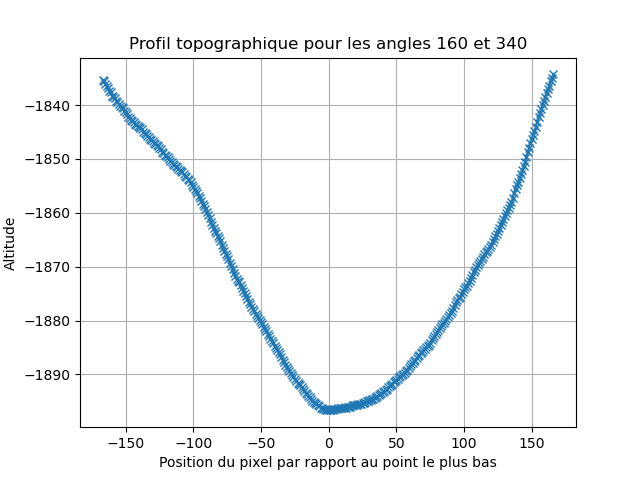 Profil topographique pour les angles 160 et 340
Altitude
−1840
−1850
−1860
−1870
−1880
−1890
−150 −100 −50 0 50 100 150
Position du pixel par rapport au point le plus bas